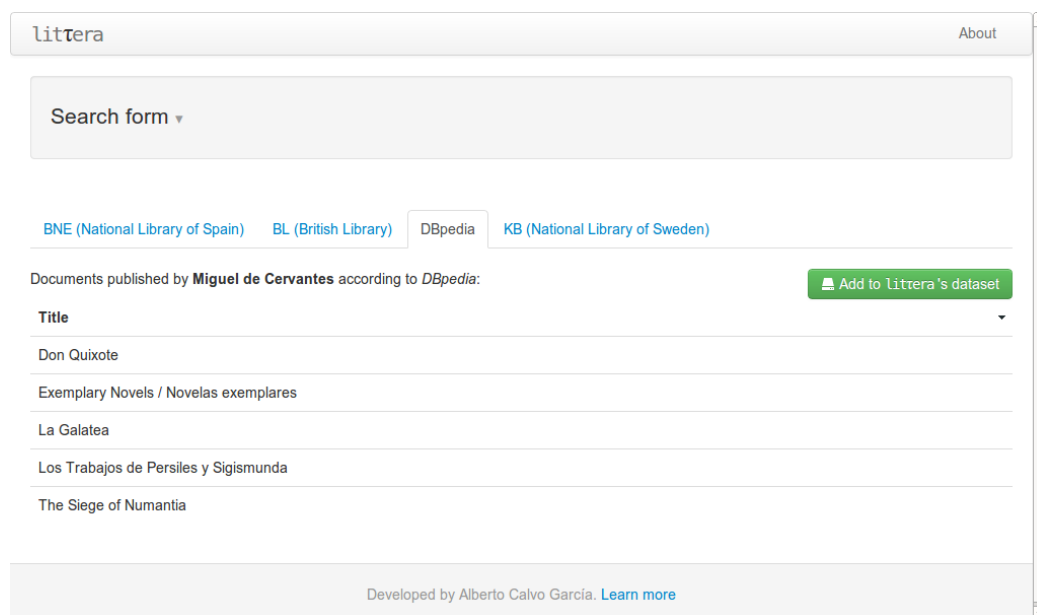 litτera
About
Search form ▾
BNE (National Library of Spain) BL (British Library) DBpedia KB (National Library of Sweden)
Documents published by Miguel de Cervantes according to DBpedia:
Add to litτera's dataset
Title
Don Quixote
Exemplary Novels / Novelas exemplares
La Galatea
Los Trabajos de Persiles y Sigismunda
The Siege of Numantia
Developed by Alberto Calvo García. Learn more